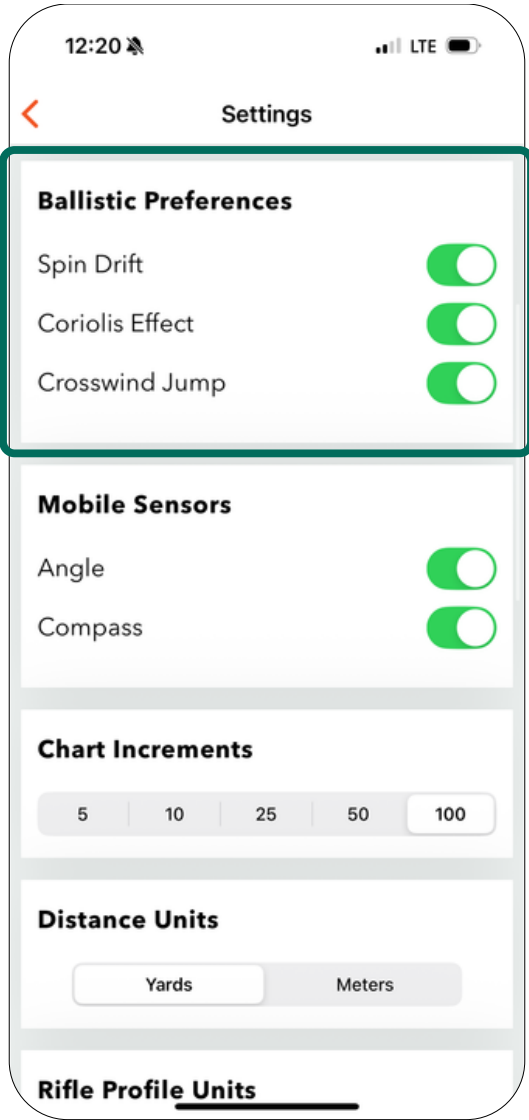 12:20
LTE
Settings
Ballistic Preferences
Spin Drift
Coriolis Effect
Crosswind Jump
Mobile Sensors
Angle
Compass
Chart Increments
5 10 25 50 100
Distance Units
Yards Meters
Rifle Profile Units